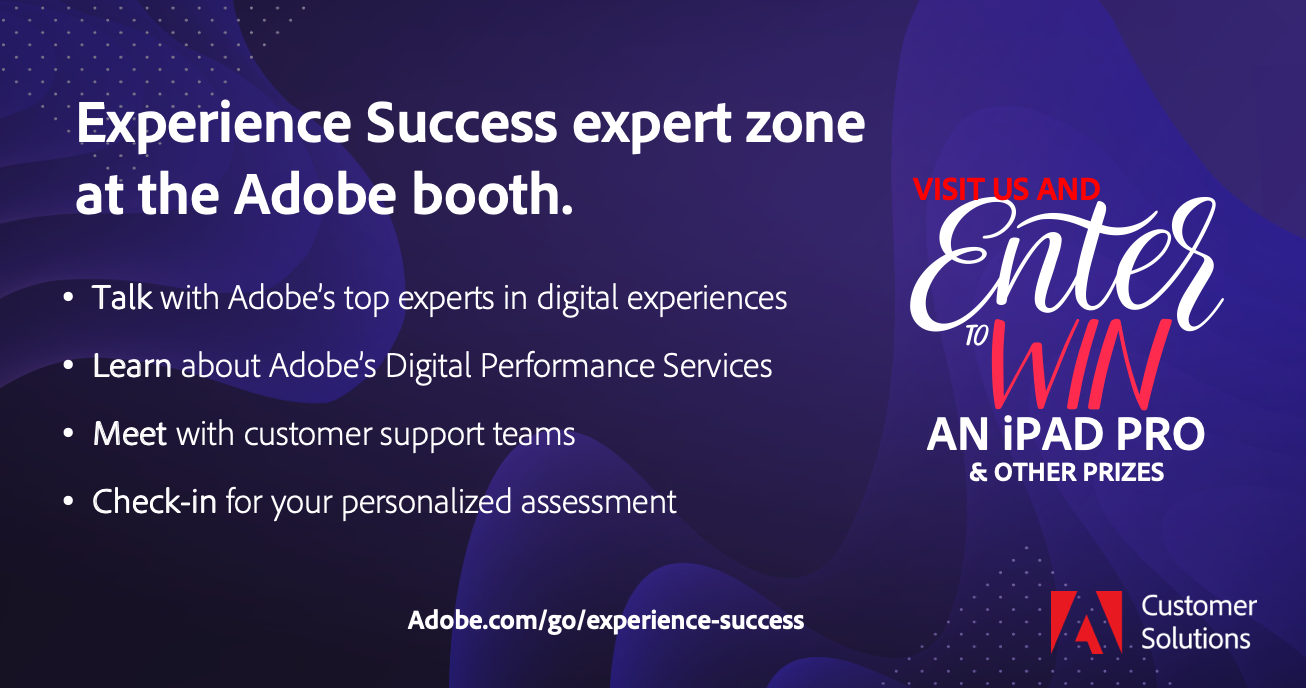 Experience Success expert zone
at the Adobe booth.
• Talk with Adobe's top experts in digital experiences
• Learn about Adobe's Digital Performance Services
• Meet with customer support teams
• Check-in for your personalized assessment
VISIT US AND
Enter
TO WIN
AN iPAD PRO
& OTHER PRIZES
Adobe.com/go/experience-success
Customer
Solutions